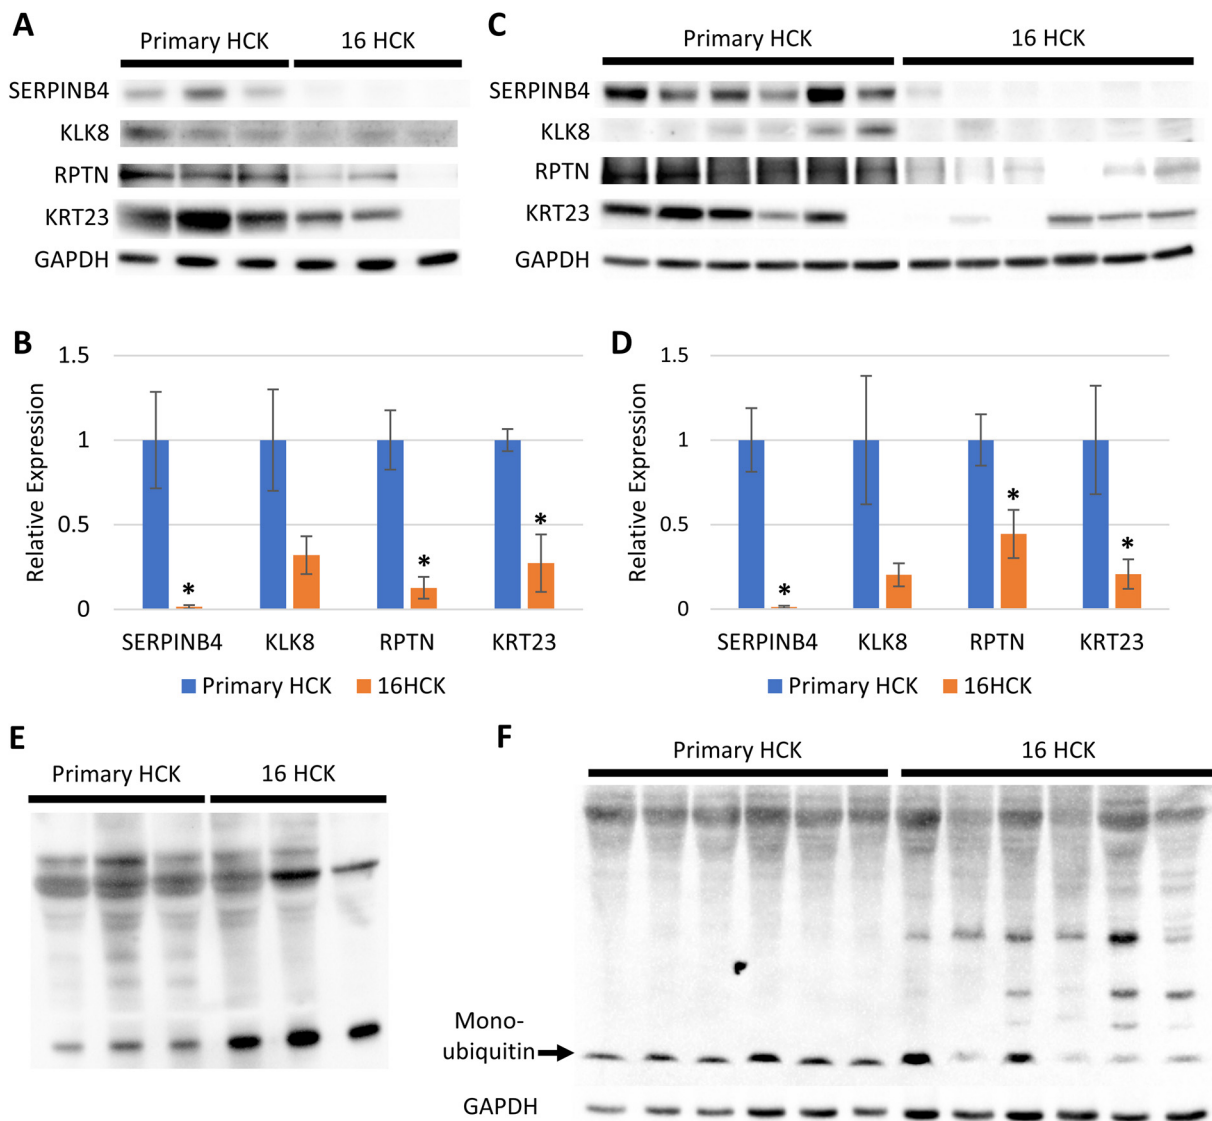 A
Primary HCK 16 HCK
SERPINB4
KLK8
RPTN
KRT23
GAPDH
C
Primary HCK 16 HCK
SERPINB4
KLK8
RPTN
KRT23
GAPDH
B
Relative Expression
1.5
1
0.5
0
* * *
SERPINB4 KLK8 RPTN KRT23
Primary HCK 16HCK
D
Relative Expression
1.5
1
0.5
0
* * *
SERPINB4 KLK8 RPTN KRT23
Primary HCK 16HCK
E
Primary HCK 16 HCK
F
Primary HCK 16 HCK
Mono-
ubiquitin
GAPDH